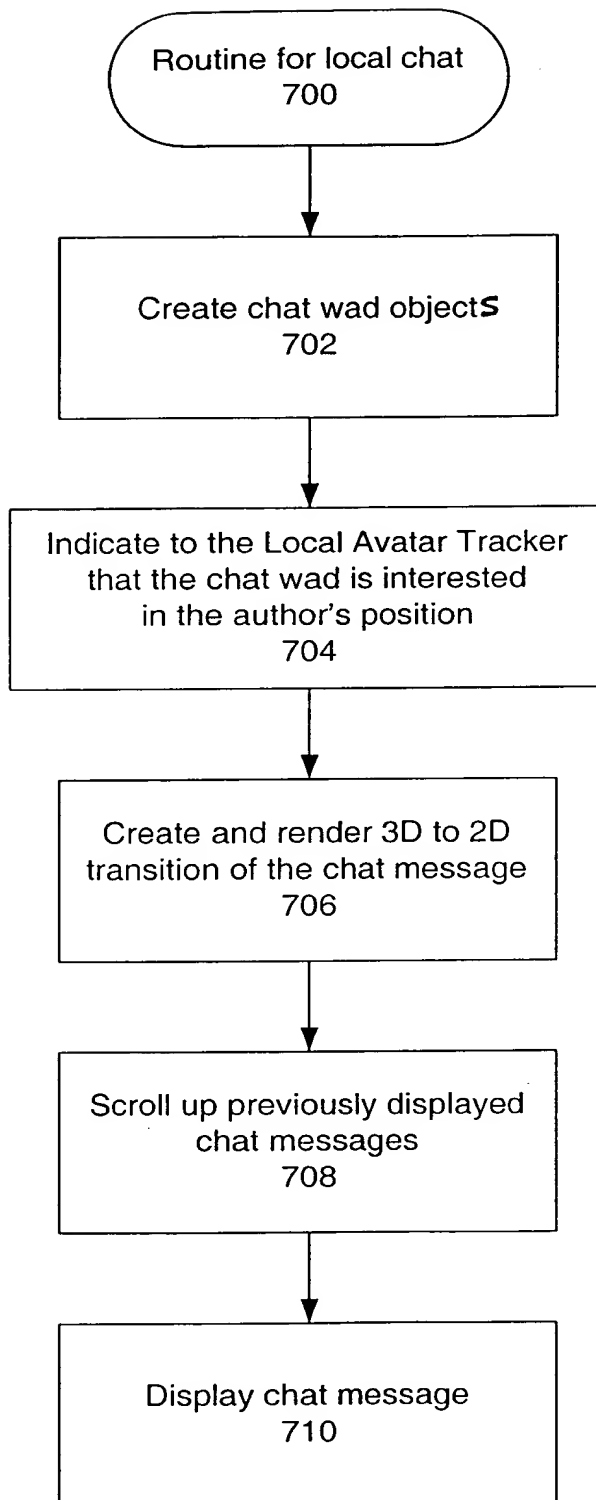 Routine for local chat
700
Create chat wad objects
702
Indicate to the Local Avatar Tracker
that the chat wad is interested
in the author's position
704
Create and render 3D to 2D
transition of the chat message
706
Scroll up previously displayed
chat messages
708
Display chat message
710